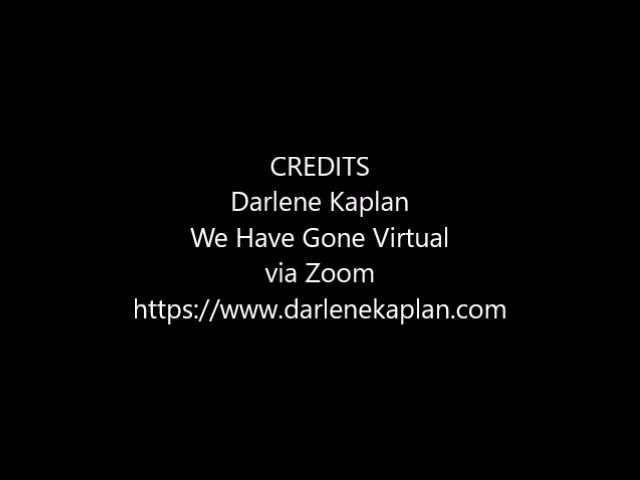 CREDITS
Darlene Kaplan
We Have Gone Virtual
via Zoom
https://www.darlenekaplan.com